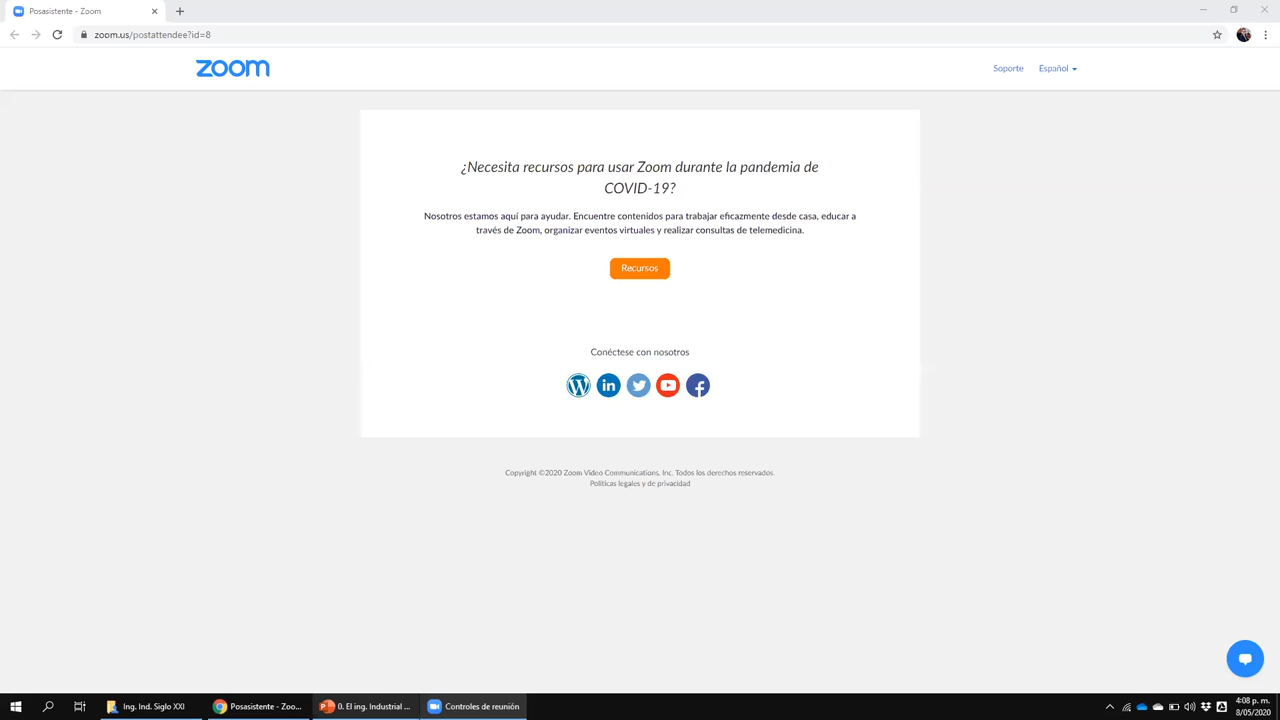 Posasistente - Zoom
zoom.us/postattendee?id=8
zoom
Soporte
Español
¿Necesita recursos para usar Zoom durante la pandemia de
COVID-19?
Nosotros estamos aquí para ayudar. Encuentre contenidos para trabajar eficazmente desde casa, educar a
través de Zoom, organizar eventos virtuales y realizar consultas de telemedicina.
Recursos
Conéctese con nosotros
Copyright ©2020 Zoom Video Communications, Inc. Todos los derechos reservados.
Políticas legales y de privacidad
Ing. Ind. Siglo XXI
Posasistente - Zoo...
0. El ing. Industrial ...
Controles de reunión
4:08 p. m.
8/05/2020